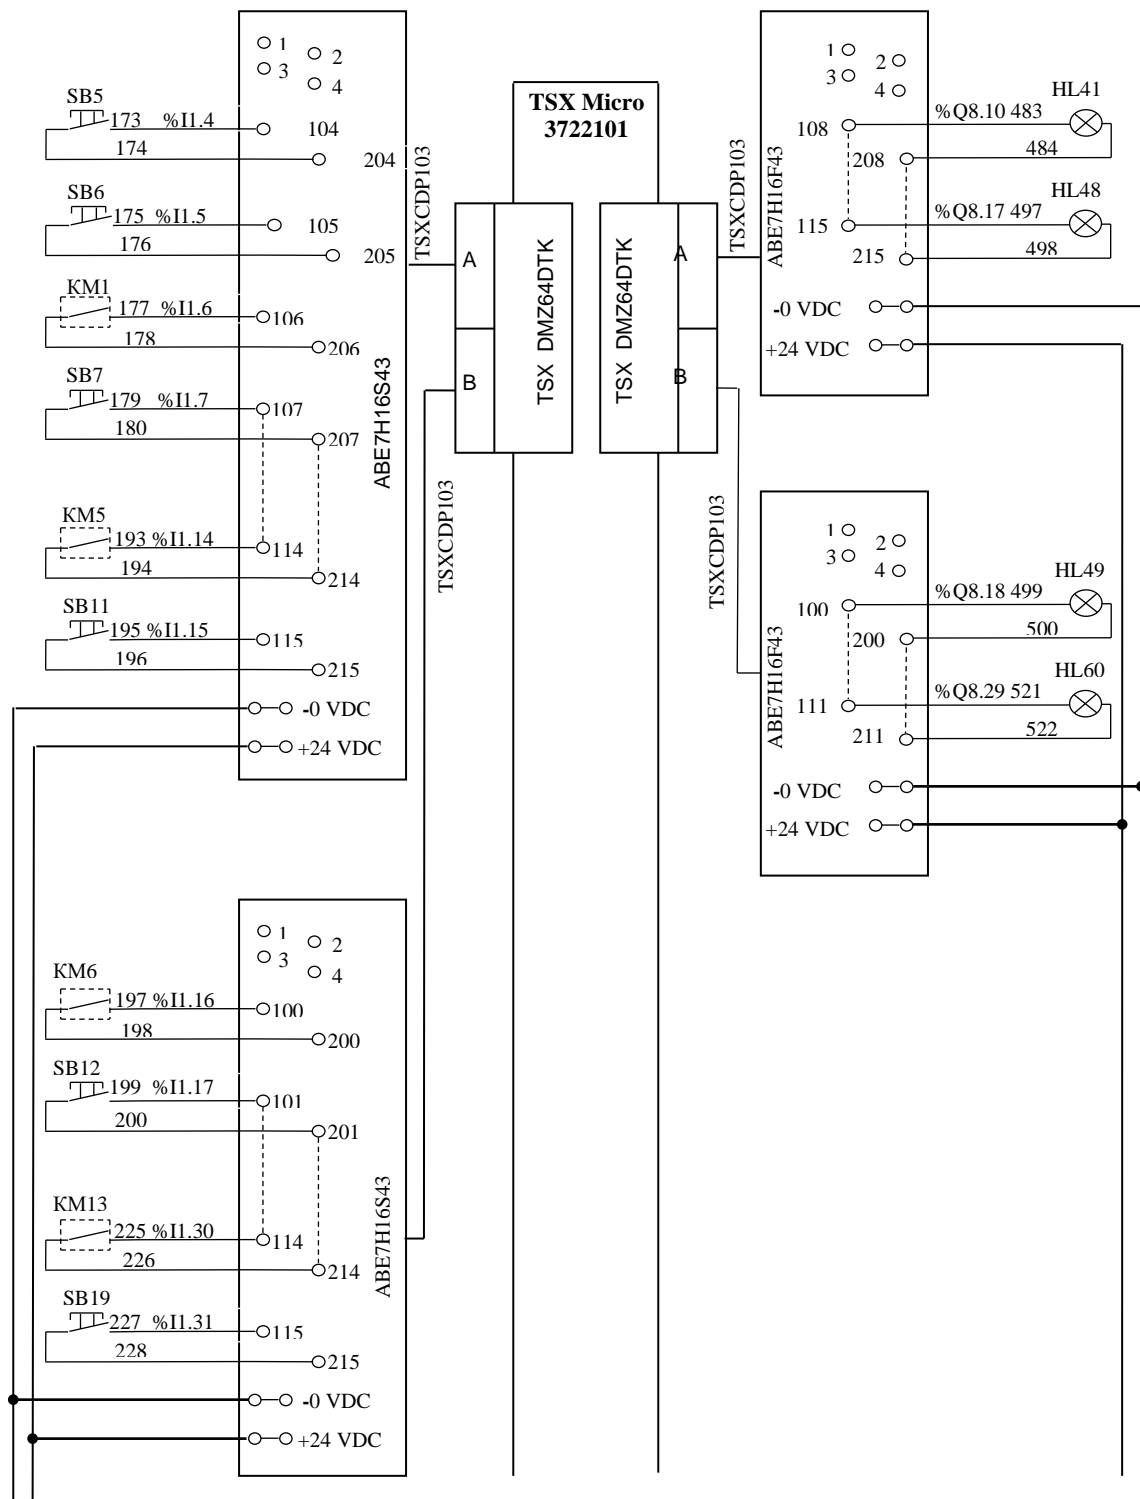 1
2
3
4
SB5
173 %I1.4
104
174
204
SB6
175 %I1.5
105
176
205
KM1
177 %I1.6
106
178
206
SB7
179 %I1.7
107
180
207
KM5
193 %I1.14
114
194
214
SB11
195 %I1.15
115
196
215
-0 VDC
+24 VDC
ABE7H16S43
TSXCDP103
TSX Micro
3722101
A
B
TSX DMZ64DTK
TSXCDP103
TSX DMZ64DTK
A
B
TSXCDP103
TSXCDP103
1
2
3
4
HL41
108
%Q8.10 483
208
484
HL48
115
%Q8.17 497
215
498
-0 VDC
+24 VDC
ABE7H16F43
1
2
3
4
HL49
100
%Q8.18 499
200
500
HL60
111
%Q8.29 521
211
522
-0 VDC
+24 VDC
ABE7H16F43
1
2
3
4
KM6
197 %I1.16
100
198
200
SB12
199 %I1.17
101
200
201
KM13
225 %I1.30
114
226
214
SB19
227 %I1.31
115
228
215
-0 VDC
+24 VDC
ABE7H16S43